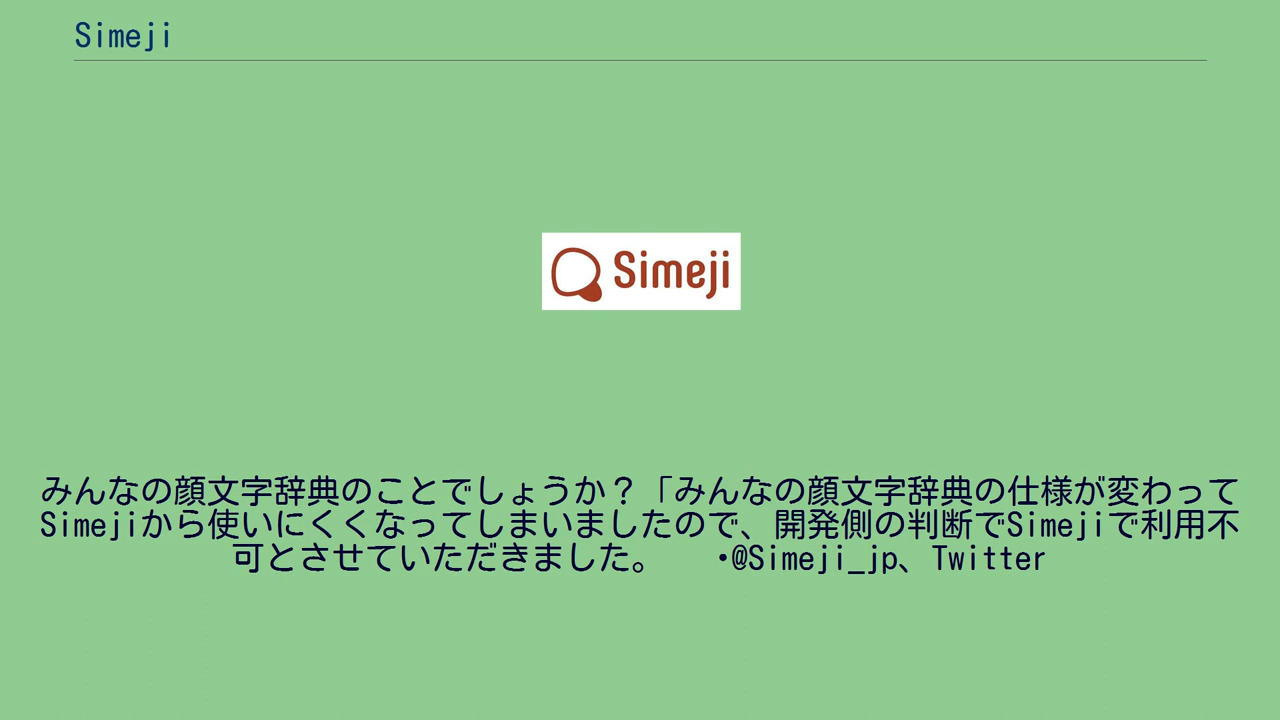 Simeji
Simeji
みんなの顔文字辞典のことでしょうか？「みんなの顔文字辞典の仕様が変わって
Simejiから使いにくくなってしまいましたので、開発側の判断でSimejiで利用不
可とさせていただきました。　　・@Simeji_jp、Twitter